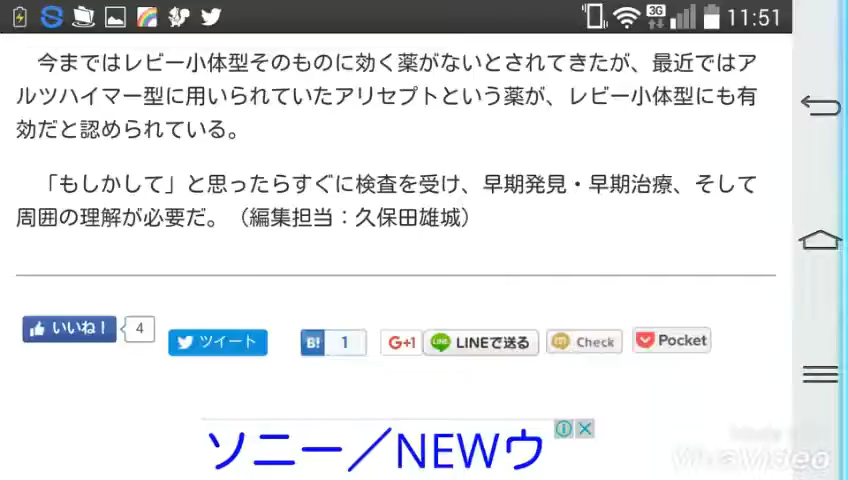 3G 11:51
今まではレビー小体型そのものに効く薬がないとされてきたが、最近ではア
ルツハイマー型に用いられていたアリセプトという薬が、レビー小体型にも有
効だと認められている。
「もしかして」と思ったらすぐに検査を受け、早期発見・早期治療、そして
周囲の理解が必要だ。（編集担当：久保田雄城）
いいね！ 4
ツイート
B! 1
G+1
LINE LINEで送る
m Check
Pocket
ソニー／NEWウ
VivaVideo